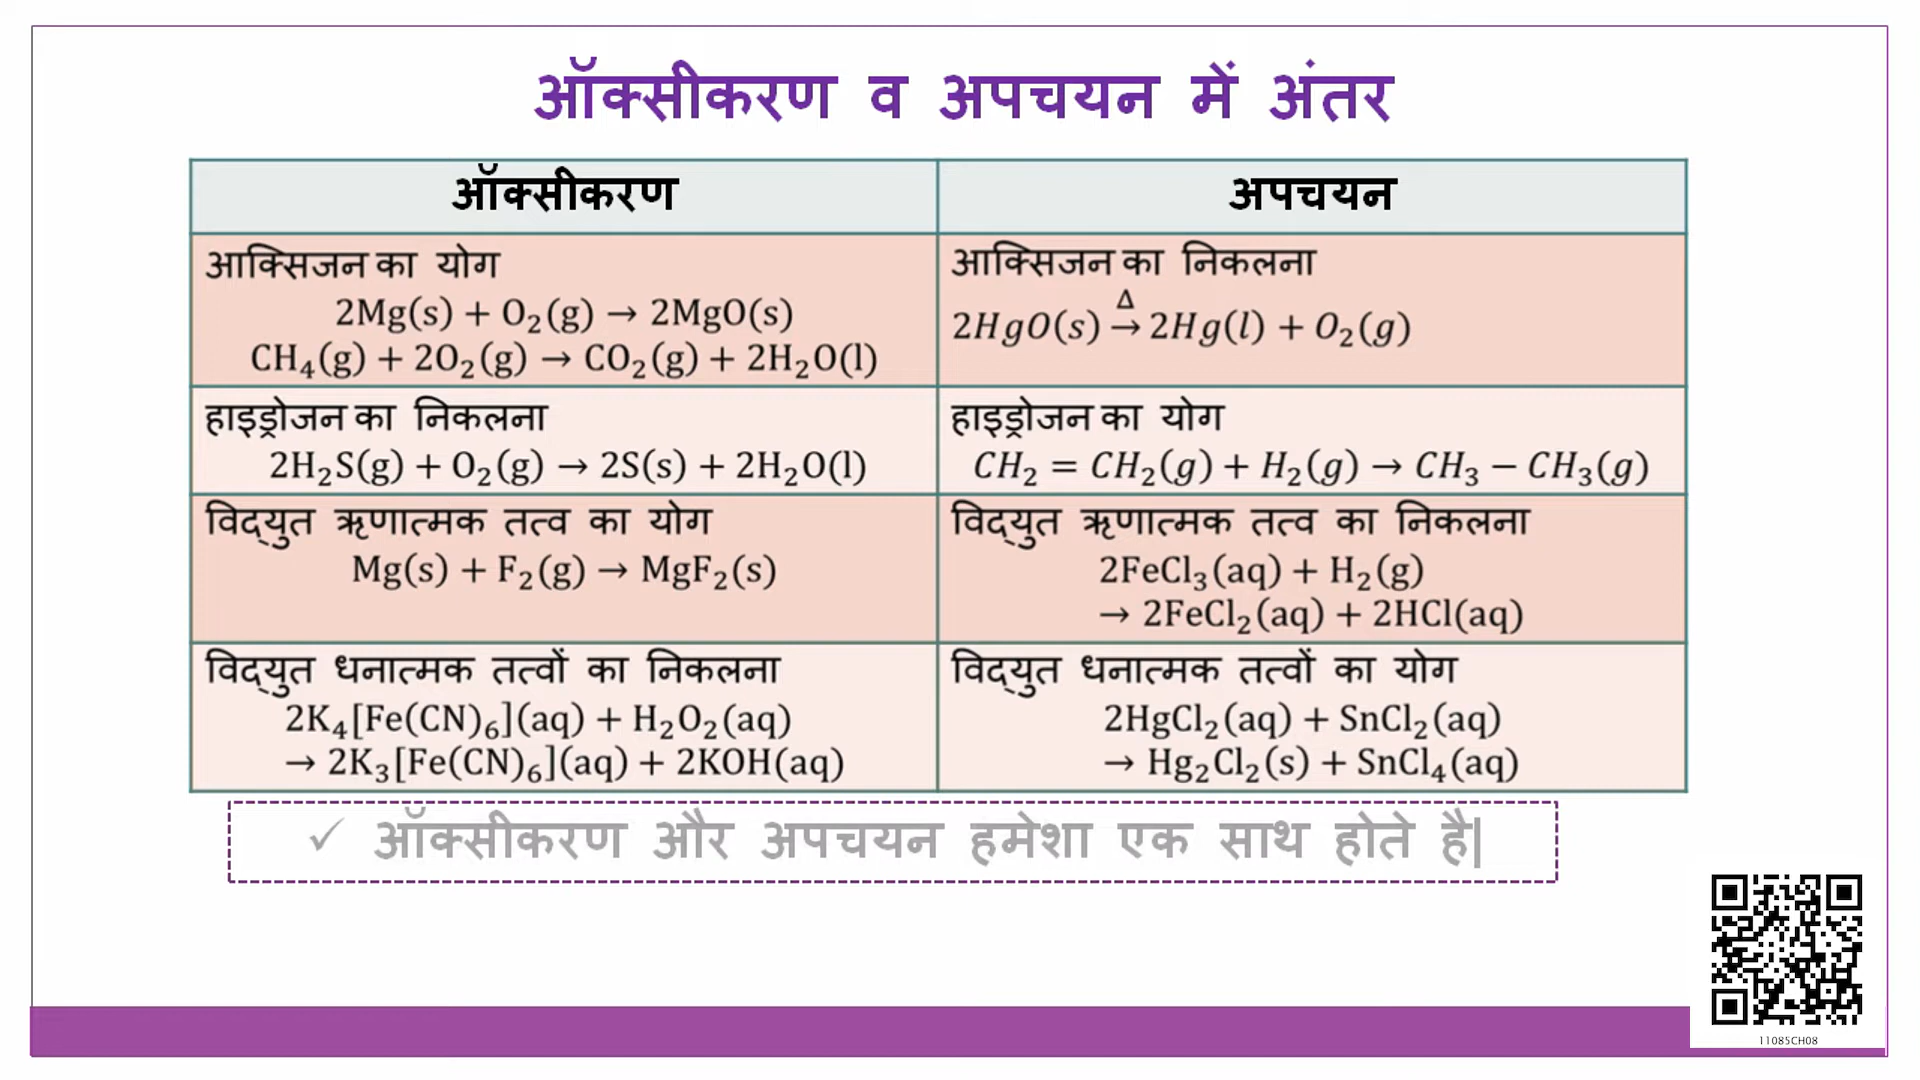 ऑक्सीकरण व अपचयन में अंतर
ऑक्सीकरण
अपचयन
आक्सिजन का योग
2Mg(s) + O₂(g) → 2MgO(s)
CH₄(g) + 2O₂(g) → CO₂(g) + 2H₂O(l)
आक्सिजन का निकलना
Δ
2HgO(s) → 2Hg(l) + O₂(g)
हाइड्रोजन का निकलना
2H₂S(g) + O₂(g) → 2S(s) + 2H₂O(l)
हाइड्रोजन का योग
CH₂ = CH₂(g) + H₂(g) → CH₃ − CH₃(g)
विद्युत ऋणात्मक तत्व का योग
Mg(s) + F₂(g) → MgF₂(s)
विद्युत ऋणात्मक तत्व का निकलना
2FeCl₃(aq) + H₂(g)
→ 2FeCl₂(aq) + 2HCl(aq)
विद्युत धनात्मक तत्वों का निकलना
2K₄[Fe(CN)₆](aq) + H₂O₂(aq)
→ 2K₃[Fe(CN)₆](aq) + 2KOH(aq)
विद्युत धनात्मक तत्वों का योग
2HgCl₂(aq) + SnCl₂(aq)
→ Hg₂Cl₂(s) + SnCl₄(aq)
✓ ऑक्सीकरण और अपचयन हमेशा एक साथ होते है|
11085CH08